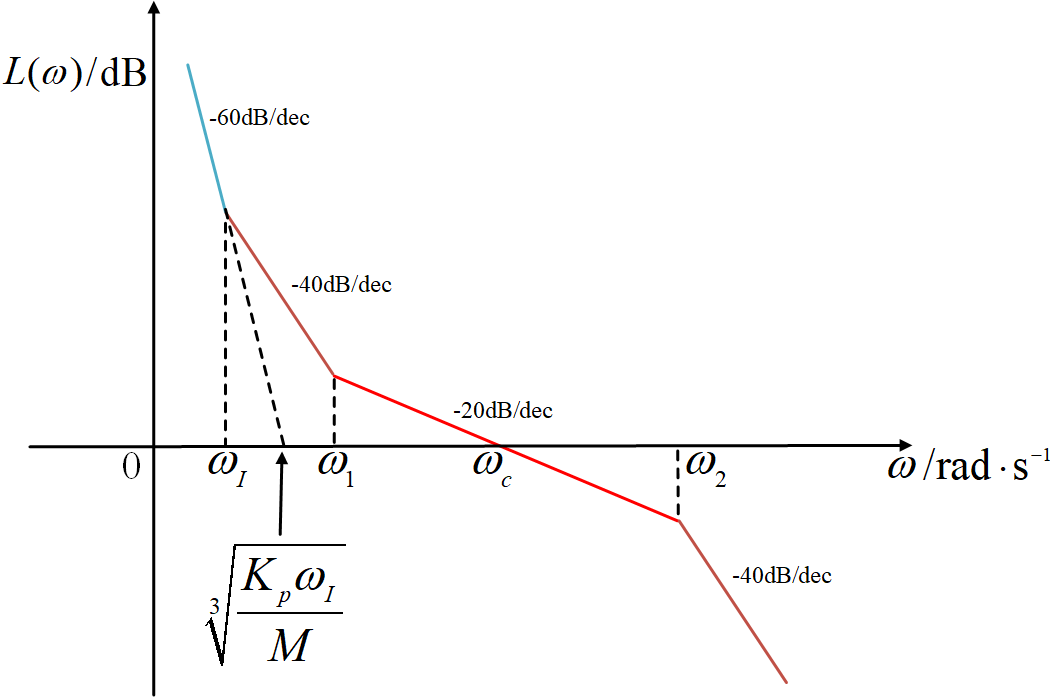 L(ω)/dB
-60dB/dec
-40dB/dec
-20dB/dec
0
ω_I
ω_1
ω_c
ω_2
ω/rad·s⁻¹
∛(K_p ω_I / M)
-40dB/dec